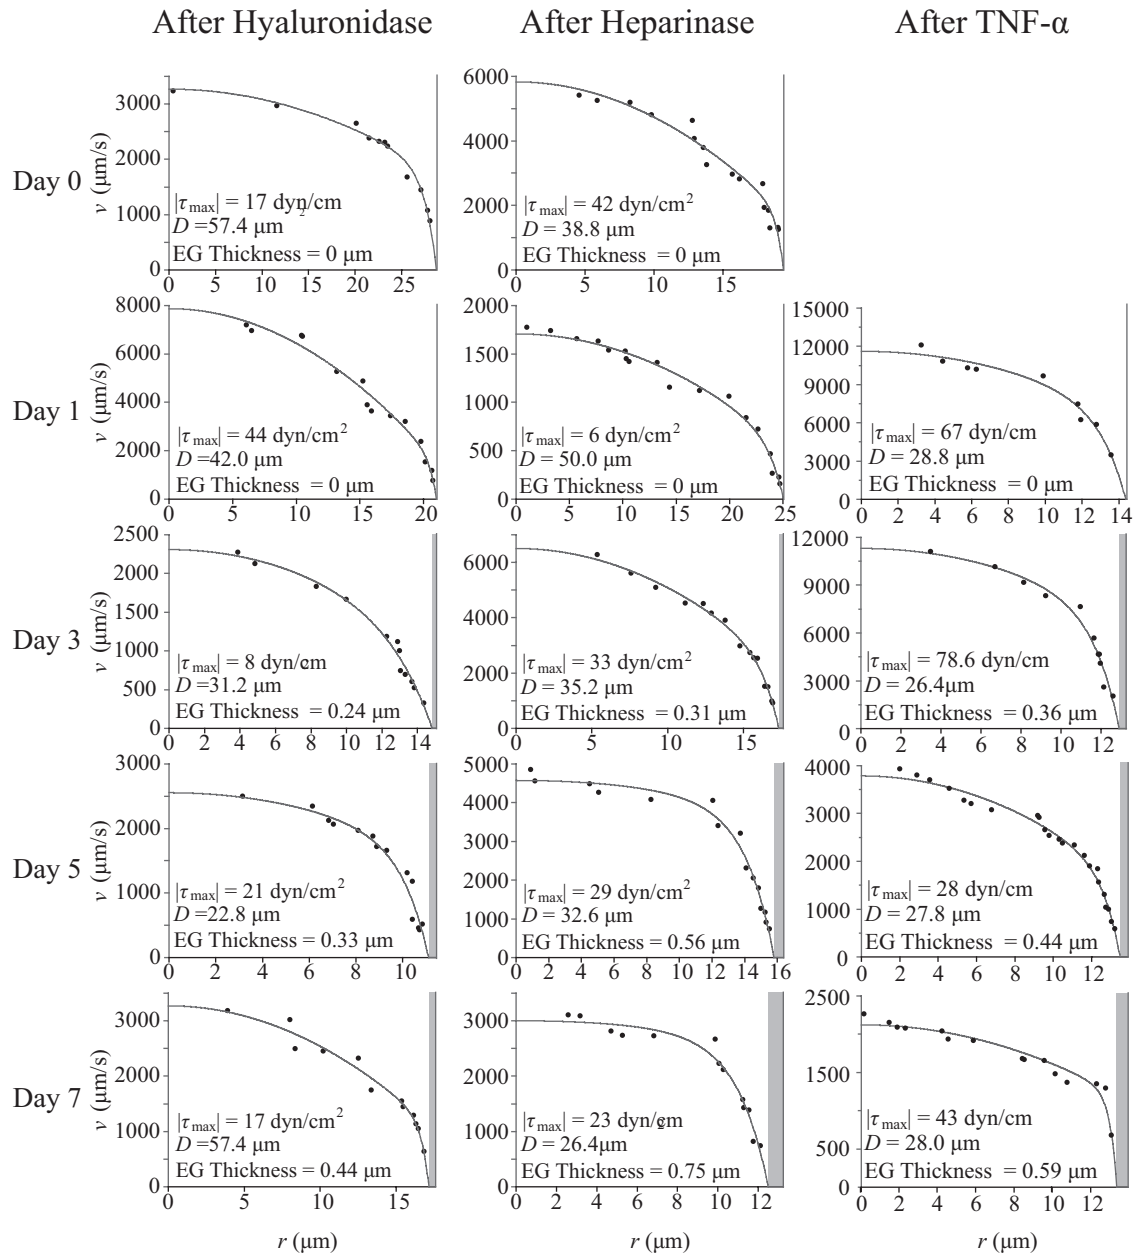 After Hyaluronidase
After Heparinase
After TNF-α
Day 0
v (μm/s)
3000
2000
1000
0
|τmax| = 17 dyn/cm2
D =57.4 μm
EG Thickness = 0 μm
0 5 10 15 20 25
6000
4000
2000
0
|τmax| = 42 dyn/cm2
D = 38.8 μm
EG Thickness = 0 μm
0 5 10 15
Day 1
v (μm/s)
8000
6000
4000
2000
0
|τmax| = 44 dyn/cm2
D =42.0 μm
EG Thickness = 0 μm
0 5 10 15 20
2000
1500
1000
500
0
|τmax| = 6 dyn/cm2
D = 50.0 μm
EG Thickness = 0 μm
0 5 10 15 20 25
15000
12000
9000
6000
3000
0
|τmax| = 67 dyn/cm
D = 28.8 μm
EG Thickness = 0 μm
0 2 4 6 8 10 12 14
Day 3
v (μm/s)
2500
2000
1500
1000
500
0
|τmax| = 8 dyn/cm
D =31.2 μm
EG Thickness = 0.24 μm
0 2 4 6 8 10 12 14
6000
4000
2000
0
|τmax| = 33 dyn/cm2
D = 35.2 μm
EG Thickness = 0.31 μm
0 5 10 15
12000
9000
6000
3000
0
|τmax| = 78.6 dyn/cm
D = 26.4μm
EG Thickness = 0.36 μm
0 2 4 6 8 10 12
Day 5
v (μm/s)
3000
2000
1000
0
|τmax| = 21 dyn/cm2
D =22.8 μm
EG Thickness = 0.33 μm
0 2 4 6 8 10
5000
4000
3000
2000
1000
0
|τmax| = 29 dyn/cm2
D = 32.6 μm
EG Thickness = 0.56 μm
0 2 4 6 8 10 12 14 16
4000
3000
2000
1000
0
|τmax| = 28 dyn/cm
D = 27.8 μm
EG Thickness = 0.44 μm
0 2 4 6 8 10 12
Day 7
v (μm/s)
3000
2000
1000
0
|τmax| = 17 dyn/cm2
D =57.4 μm
EG Thickness = 0.44 μm
0 5 10 15
r (μm)
3000
2000
1000
0
|τmax| = 23 dyn/cm2
D = 26.4μm
EG Thickness = 0.75 μm
0 2 4 6 8 10 12
r (μm)
2500
1500
500
0
|τmax| = 43 dyn/cm
D = 28.0 μm
EG Thickness = 0.59 μm
0 2 4 6 8 10 12
r (μm)